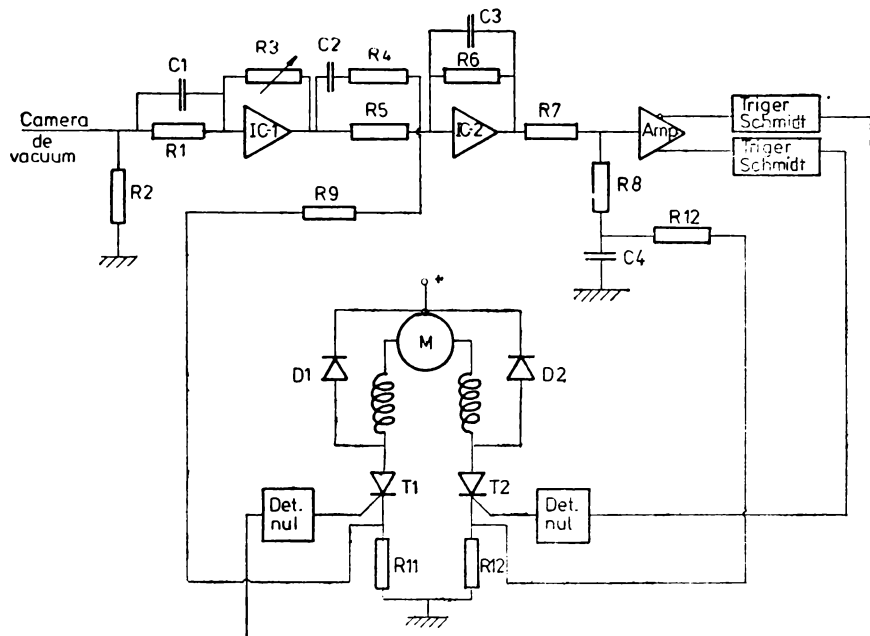 C1
R3
C2
R4
C3
R6
Camera
de
vacuum
R1
IC-1
R5
IC-2
R7
Amp
Triger
Schmidt
Triger
Schmidt
R2
R9
R8
R12
C4
+
M
D1
D2
T1
T2
Det.
nul
Det.
nul
R11
R12